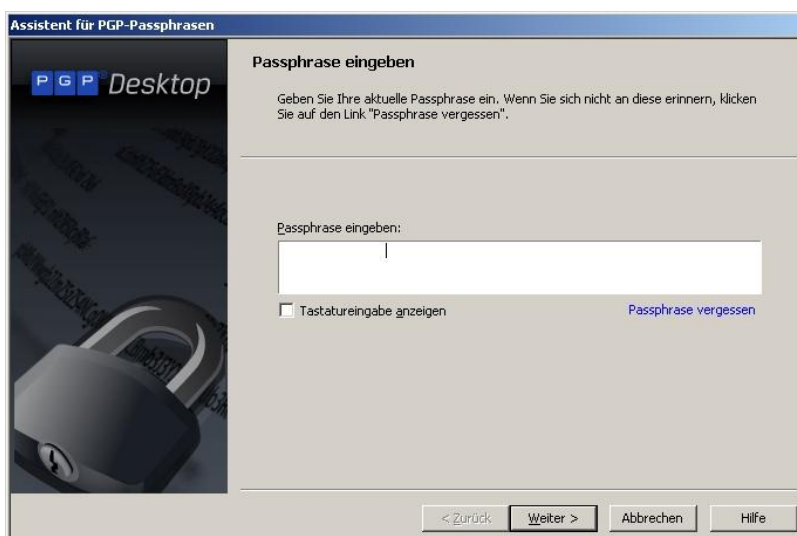 Assistent für PGP-Passphrasen
PGP® Desktop
Passphrase eingeben
Geben Sie Ihre aktuelle Passphrase ein. Wenn Sie sich nicht an diese erinnern, klicken
Sie auf den Link "Passphrase vergessen".
Passphrase eingeben:
Tastatureingabe anzeigen
Passphrase vergessen
< Zurück
Weiter >
Abbrechen
Hilfe